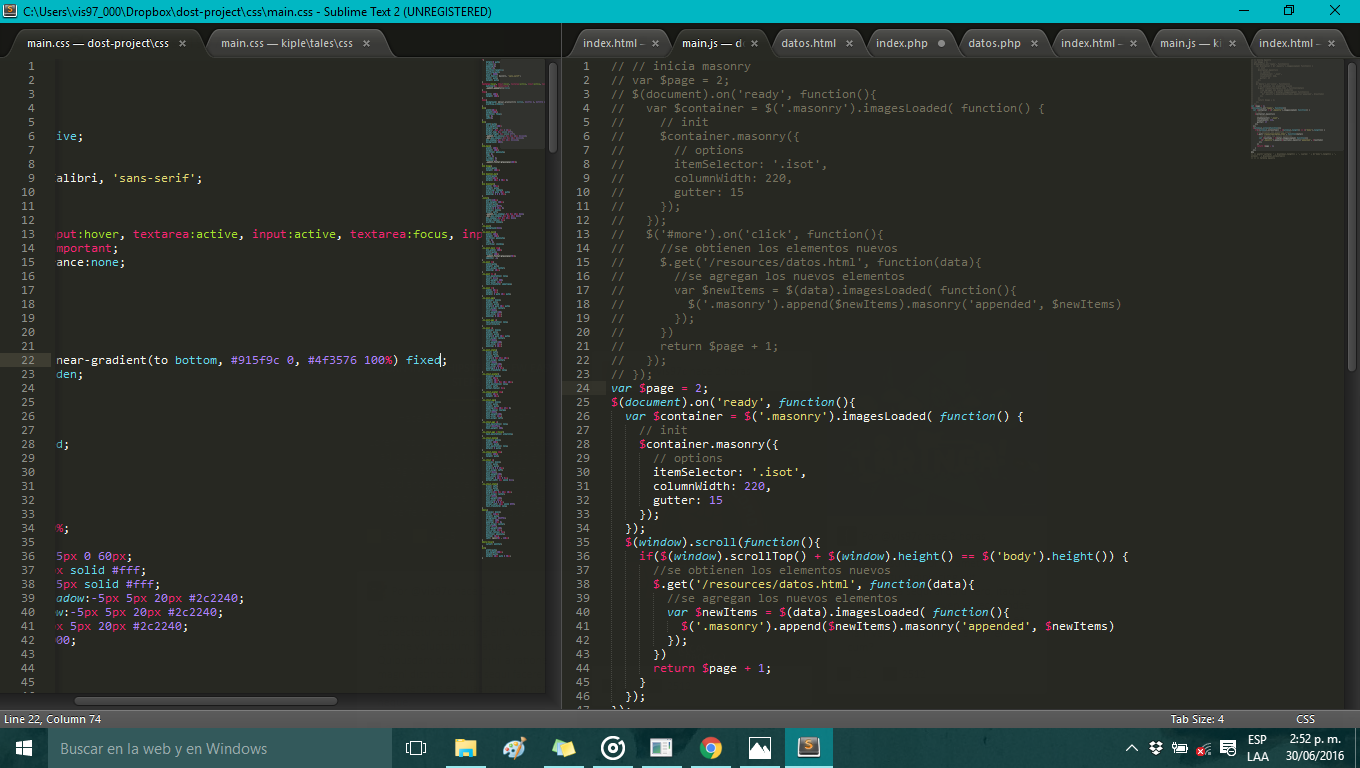 C:\Users\vis97_000\Dropbox\dost-project\css\main.css - Sublime Text 2 (UNREGISTERED)
main.css — dost-project\css ×
main.css — kiple\tales\css ×
1
2
3
4
5
6 ive;
7
8
9 alibri, 'sans-serif';
10
11
12
13 put:hover, textarea:active, input:active, textarea:focus, inp
14 mportant;
15 rance:none;
16
17
18
19
20
21
22 near-gradient(to bottom, #915f9c 0, #4f3576 100%) fixed;
23 den;
24
25
26
27
28 d;
29
30
31
32
33
34 %;
35
36 5px 0 60px;
37 x solid #fff;
38 5px solid #fff;
39 adow:-5px 5px 20px #2c2240;
40 w:-5px 5px 20px #2c2240;
41 x 5px 20px #2c2240;
42 00;
43
44
45
index.html - ×
main.js — d ×
datos.html ×
index.php
datos.php ×
index.html - ×
main.js — k ×
index.html - ×
1 // // inicia masonry
2 // var $page = 2;
3 // $(document).on('ready', function(){
4 //   var $container = $('.masonry').imagesLoaded( function() {
5 //     // init
6 //     $container.masonry({
7 //       // options
8 //       itemSelector: '.isot',
9 //       columnWidth: 220,
10 //       gutter: 15
11 //     });
12 //   });
13 //   $('#more').on('click', function(){
14 //     //se obtienen los elementos nuevos
15 //     $.get('/resources/datos.html', function(data){
16 //       //se agregan los nuevos elementos
17 //       var $newItems = $(data).imagesLoaded( function(){
18 //         $('.masonry').append($newItems).masonry('appended', $newItems)
19 //       });
20 //     })
21 //     return $page + 1;
22 //   });
23 // });
24 var $page = 2;
25 $(document).on('ready', function(){
26   var $container = $('.masonry').imagesLoaded( function() {
27     // init
28     $container.masonry({
29       // options
30       itemSelector: '.isot',
31       columnWidth: 220,
32       gutter: 15
33     });
34   });
35   $(window).scroll(function(){
36     if($(window).scrollTop() + $(window).height() == $('body').height()) {
37       //se obtienen los elementos nuevos
38       $.get('/resources/datos.html', function(data){
39         //se agregan los nuevos elementos
40         var $newItems = $(data).imagesLoaded( function(){
41           $('.masonry').append($newItems).masonry('appended', $newItems)
42         });
43       })
44       return $page + 1;
45     }
46   });
47 });
Line 22, Column 74
Tab Size: 4
CSS
Buscar en la web y en Windows
ESP
LAA
2:52 p. m.
30/06/2016